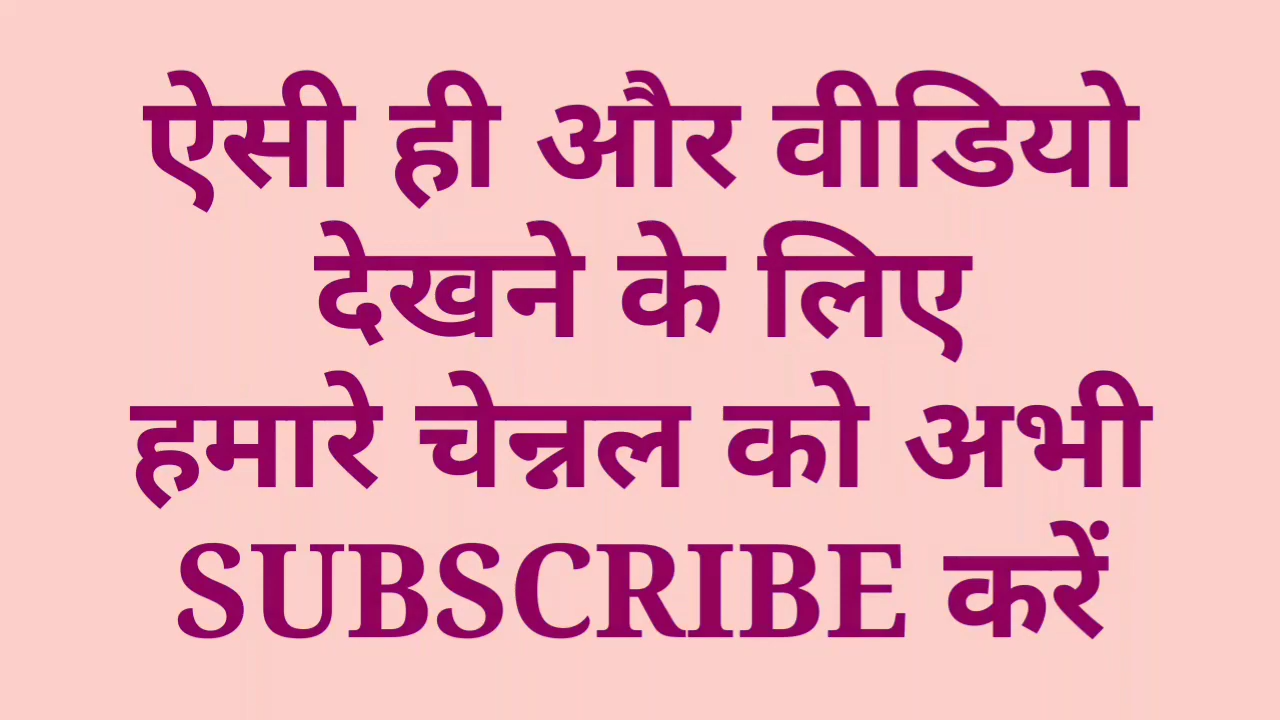 ऐसी ही और वीडियो
देखने के लिए
हमारे चेन्नल को अभी
SUBSCRIBE करें